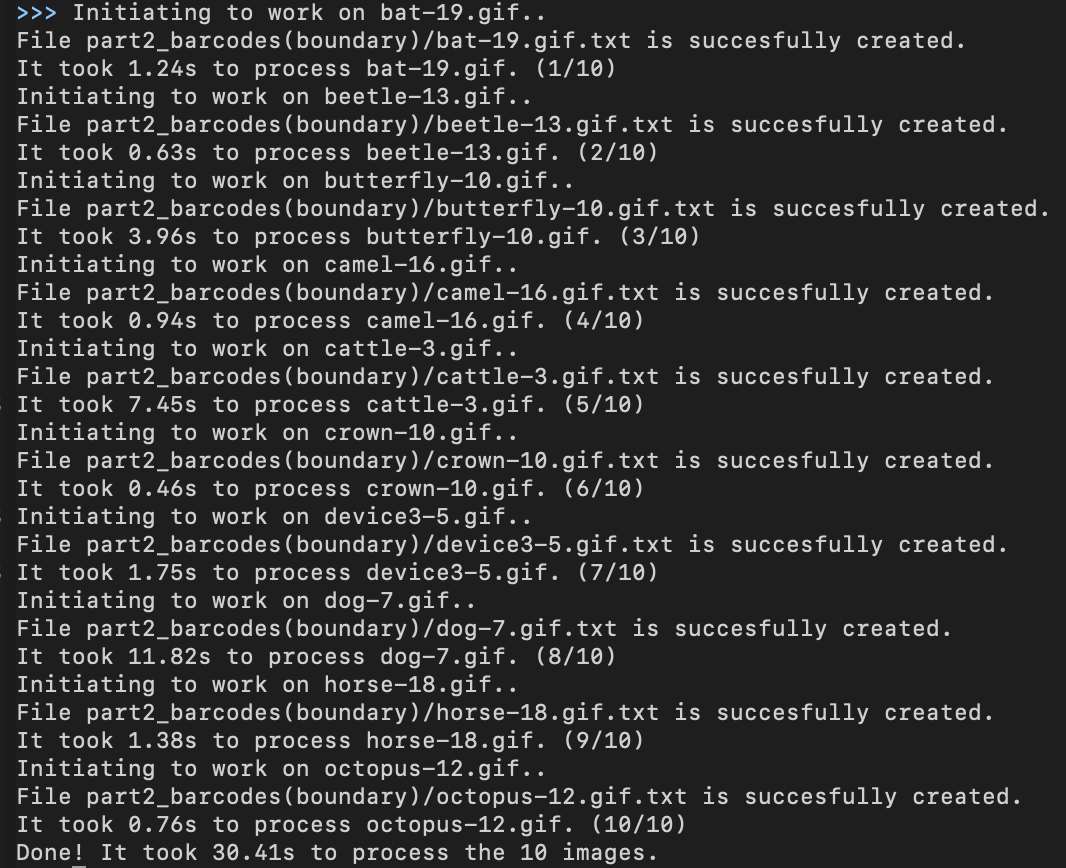 >>> Initiating to work on bat-19.gif..
File part2_barcodes(boundary)/bat-19.gif.txt is succesfully created.
It took 1.24s to process bat-19.gif. (1/10)
Initiating to work on beetle-13.gif..
File part2_barcodes(boundary)/beetle-13.gif.txt is succesfully created.
It took 0.63s to process beetle-13.gif. (2/10)
Initiating to work on butterfly-10.gif..
File part2_barcodes(boundary)/butterfly-10.gif.txt is succesfully created.
It took 3.96s to process butterfly-10.gif. (3/10)
Initiating to work on camel-16.gif..
File part2_barcodes(boundary)/camel-16.gif.txt is succesfully created.
It took 0.94s to process camel-16.gif. (4/10)
Initiating to work on cattle-3.gif..
File part2_barcodes(boundary)/cattle-3.gif.txt is succesfully created.
It took 7.45s to process cattle-3.gif. (5/10)
Initiating to work on crown-10.gif..
File part2_barcodes(boundary)/crown-10.gif.txt is succesfully created.
It took 0.46s to process crown-10.gif. (6/10)
Initiating to work on device3-5.gif..
File part2_barcodes(boundary)/device3-5.gif.txt is succesfully created.
It took 1.75s to process device3-5.gif. (7/10)
Initiating to work on dog-7.gif..
File part2_barcodes(boundary)/dog-7.gif.txt is succesfully created.
It took 11.82s to process dog-7.gif. (8/10)
Initiating to work on horse-18.gif..
File part2_barcodes(boundary)/horse-18.gif.txt is succesfully created.
It took 1.38s to process horse-18.gif. (9/10)
Initiating to work on octopus-12.gif..
File part2_barcodes(boundary)/octopus-12.gif.txt is succesfully created.
It took 0.76s to process octopus-12.gif. (10/10)
Done! It took 30.41s to process the 10 images.